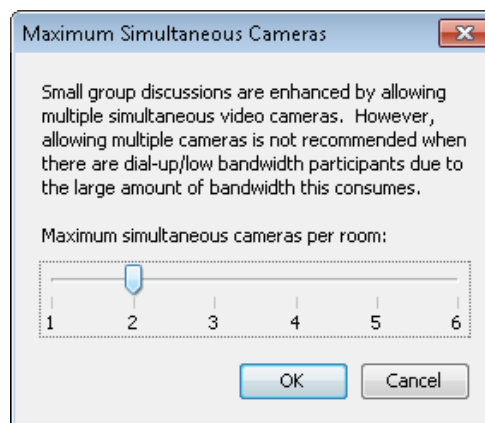 Maximum Simultaneous Cameras
Small group discussions are enhanced by allowing
multiple simultaneous video cameras. However,
allowing multiple cameras is not recommended when
there are dial-up/low bandwidth participants due to
the large amount of bandwidth this consumes.
Maximum simultaneous cameras per room:
1 2 3 4 5 6
OK Cancel